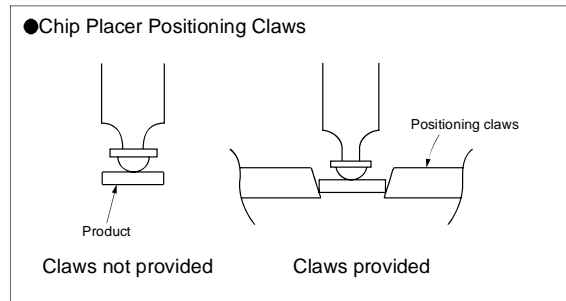 ●Chip Placer Positioning Claws
Positioning claws
Product
Claws not provided
Claws provided